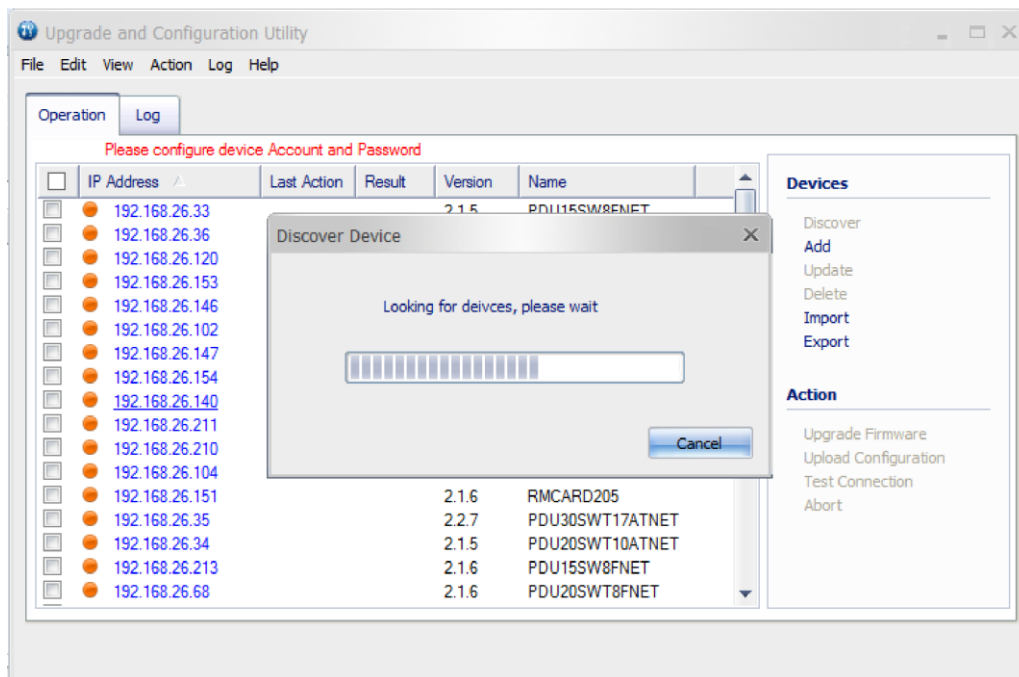 Upgrade and Configuration Utility
File Edit View Action Log Help
Operation Log
Please configure device Account and Password
IP Address Last Action Result Version Name
192.168.26.33 2.1.5 PDU15SW8FNET
192.168.26.36
192.168.26.120
192.168.26.153
192.168.26.146
192.168.26.102
192.168.26.147
192.168.26.154
192.168.26.140
192.168.26.211
192.168.26.210
192.168.26.104
192.168.26.151 2.1.6 RMCARD205
192.168.26.35 2.2.7 PDU30SWT17ATNET
192.168.26.34 2.1.5 PDU20SWT10ATNET
192.168.26.213 2.1.6 PDU15SW8FNET
192.168.26.68 2.1.6 PDU20SWT8FNET
Discover Device
Looking for deivces, please wait
Cancel
Devices
Discover
Add
Update
Delete
Import
Export
Action
Upgrade Firmware
Upload Configuration
Test Connection
Abort